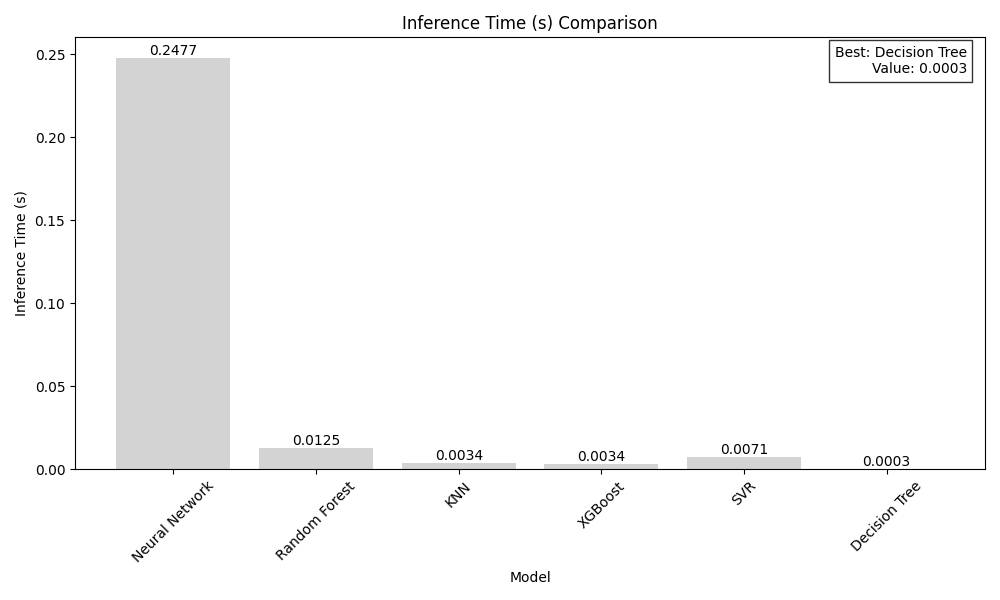 Inference Time (s) Comparison
Best: Decision Tree
Value: 0.0003
Inference Time (s)
0.25
0.20
0.15
0.10
0.05
0.00
0.2477
0.0125
0.0034
0.0034
0.0071
0.0003
Neural Network
Random Forest
KNN
XGBoost
SVR
Decision Tree
Model